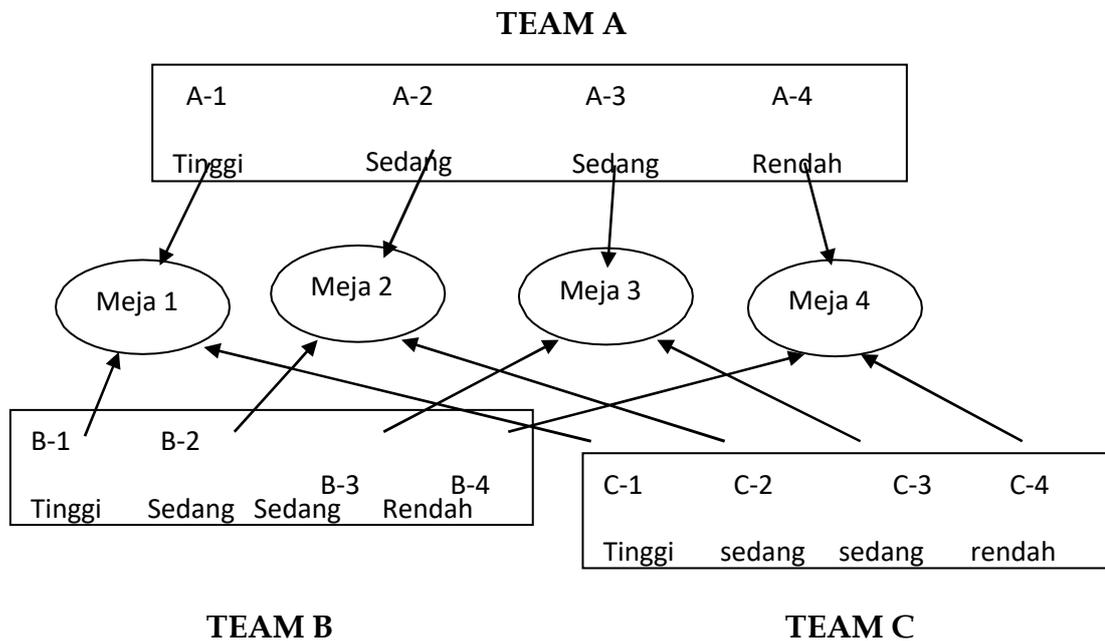 TEAM A
A-1 A-2 A-3 A-4
Tinggi Sedang Sedang Rendah
Meja 1 Meja 2 Meja 3 Meja 4
B-1 B-2
B-3 B-4
Tinggi Sedang Sedang Rendah
C-1 C-2 C-3 C-4
Tinggi sedang sedang rendah
TEAM B TEAM C